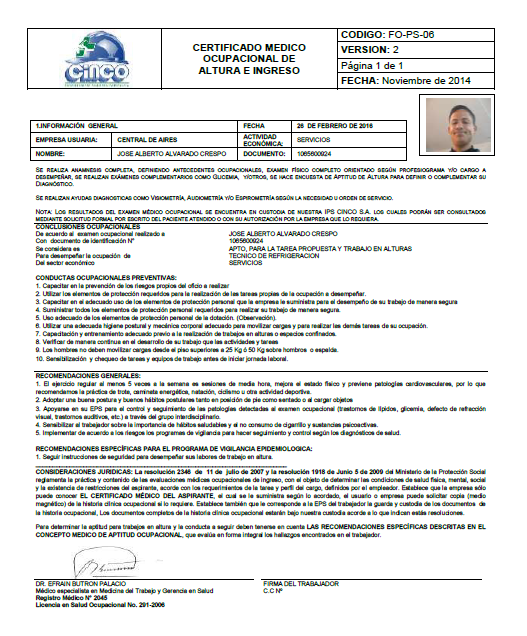 CINCO
CERTIFICADO MEDICO
OCUPACIONAL DE
ALTURA E INGRESO
CODIGO: FO-PS-06
VERSION: 2
Página 1 de 1
FECHA: Noviembre de 2014
1.INFORMACIÓN GENERAL FECHA 26 DE FEBRERO DE 2016
EMPRESA USUARIA: CENTRAL DE AIRES ACTIVIDAD ECONÓMICA: SERVICIOS
NOMBRE: JOSE ALBERTO ALVARADO CRESPO DOCUMENTO: 1065600924
SE REALIZA ANAMNESIS COMPLETA, DEFINIENDO ANTECEDENTES OCUPACIONALES, EXAMEN FÍSICO COMPLETO ORIENTADO SEGÚN PROFESIOGRAMA Y/O CARGO A
DESEMPEÑAR, SE REALIZAN EXÁMENES COMPLEMENTARIOS COMO GLICEMIA, Y/OTROS, SE HACE ENCUESTA DE APTITUD DE ALTURA PARA DEFINIR O COMPLEMENTAR SU
DIAGNÓSTICO.
SE REALIZAN AYUDAS DIAGNOSTICAS COMO VISIOMETRÍA, AUDIOMETRÍA Y/O ESPIROMETRÍA SEGÚN LA NECESIDAD U ORDEN DE SERVICIO.
NOTA: LOS RESULTADOS DEL EXAMEN MÉDICO OCUPACIONAL SE ENCUENTRA EN CUSTODIA DE NUESTRA IPS CINCO S.A. LOS CUALES PODRÁN SER CONSULTADOS
MEDIANTE SOLICITUD FORMAL POR ESCRITO DEL PACIENTE ATENDIDO O CON SU AUTORIZACIÓN POR LA EMPRESA QUE LO REQUIERA.
CONCLUSIONES OCUPACIONALES
De acuerdo al examen ocupacional realizado a JOSE ALBERTO ALVARADO CRESPO
Con documento de identificación N° 1065600924
Se considera es APTO, PARA LA TAREA PROPUESTA Y TRABAJO EN ALTURAS
Para desempeñar la ocupación de TECNICO DE REFRIGERACION
Del sector económico SERVICIOS
CONDUCTAS OCUPACIONALES PREVENTIVAS:
1. Capacitar en la prevención de los riesgos propios del oficio a realizar
2. Utilizar los elementos de protección requeridos para la realización de las tareas propias de la ocupación a desempeñar.
3. Capacitar en el adecuado uso de los elementos de protección personal que la empresa le suministra para el desempeño de su trabajo de manera segura
4. Suministrar todos los elementos de protección personal requeridos para realizar su trabajo de manera segura.
5. Uso adecuado de los elementos de protección personal de la dotación. (Observación).
6. Utilizar una adecuada higiene postural y mecánica corporal adecuado para movilizar cargas y para realizar las demás tareas de su ocupación.
7. Capacitación y entrenamiento adecuado previo a la realización de trabajos en alturas o espacios confinados.
8. Verificar de manera continua en el desarrollo de su trabajo que las actividades y tareas
9. Los hombres no deben movilizar cargas desde el piso superiores a 25 Kg ó 50 Kg sobre hombros o espalda.
10. Sensibilización y chequeo de tareas y equipos de trabajo antes de iniciar jornada laboral.
RECOMENDACIONES GENERALES:
1. El ejercicio regular al menos 5 veces a la semana es sesiones de media hora, mejora el estado físico y previene patologías cardiovasculares, por lo que
recomendamos la práctica de trote, caminata energética, natación, ciclismo u otra actividad deportiva.
2. Adoptar una buena postura y buenos hábitos posturales tanto en posición de pie como sentado o al cargar objetos
3. Apoyarse en su EPS para el control y seguimiento de las patologías detectadas al examen ocupacional (trastornos de lípidos, glicemia, defecto de refracción
visual, trastornos auditivos, etc.) a través del grupo interdisciplinario.
4. Sensibilizar al trabajador sobre la importancia de hábitos saludables y el no consumo de cigarrillo y sustancias psicoactivas.
5. Implementar de acuerdo a los riesgos los programas de vigilancia para hacer seguimiento y control según los diagnósticos de salud.
RECOMENDACIONES ESPECÍFICAS PARA EL PROGRAMA DE VIGILANCIA EPIDEMIOLOGICA:
1. Seguir Instrucciones de seguridad para desempeñar sus labores de trabajo en altura.
CONSIDERACIONES JURIDICAS: La resolución 2346 de 11 de julio de 2007 y la resolución 1918 de Junio 5 de 2009 del Ministerio de la Protección Social
reglamenta la práctica y contenido de las evaluaciones médicas ocupacionales de ingreso, con el objeto de determinar las condiciones de salud física, mental, social
y la existencia de restricciones del aspirante, acorde con los requerimientos de la tarea y perfil del cargo, definidos por el empleador. Establece que la empresa sólo
puede conocer EL CERTIFICADO MÉDICO DEL ASPIRANTE, el cual se le suministra según lo acordado, el usuario o empresa puede solicitar copia (medio
magnético) de la historia clínica ocupacional si lo requiere. Establece también que le corresponde a la EPS del trabajador la guarda y custodia de los documentos de
la historia ocupacional, Los documentos completos de la historia clínica ocupacional estarán bajo nuestra custodia acorde a lo que indican estás resoluciones.
Para determinar la aptitud para trabajos en altura y la conducta a seguir deben tenerse en cuenta LAS RECOMENDACIONES ESPECÍFICAS DESCRITAS EN EL
CONCEPTO MEDICO DE APTITUD OCUPACIONAL, que evalúa en forma integral los hallazgos encontrados en el trabajador.
DR. EFRAIN BUTRON PALACIO FIRMA DEL TRABAJADOR
Médico especialista en Medicina del Trabajo y Gerencia en Salud C.C Nº
Registro Médico N° 2045
Licencia en Salud Ocupacional No. 291-2006